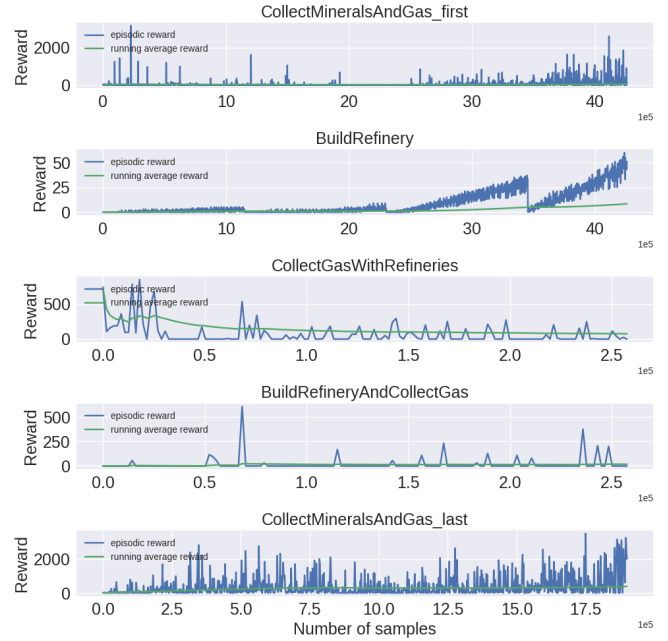 CollectMineralsAndGas_first
Reward
2000
0
episodic reward
running average reward
0 10 20 30 40
1e5
BuildRefinery
Reward
50
25
0
episodic reward
running average reward
0 10 20 30 40
1e5
CollectGasWithRefineries
Reward
500
0
episodic reward
running average reward
0.0 0.5 1.0 1.5 2.0 2.5
1e5
BuildRefineryAndCollectGas
Reward
500
250
0
episodic reward
running average reward
0.0 0.5 1.0 1.5 2.0 2.5
1e5
CollectMineralsAndGas_last
Reward
2000
0
episodic reward
running average reward
0.0 2.5 5.0 7.5 10.0 12.5 15.0 17.5
1e5
Number of samples